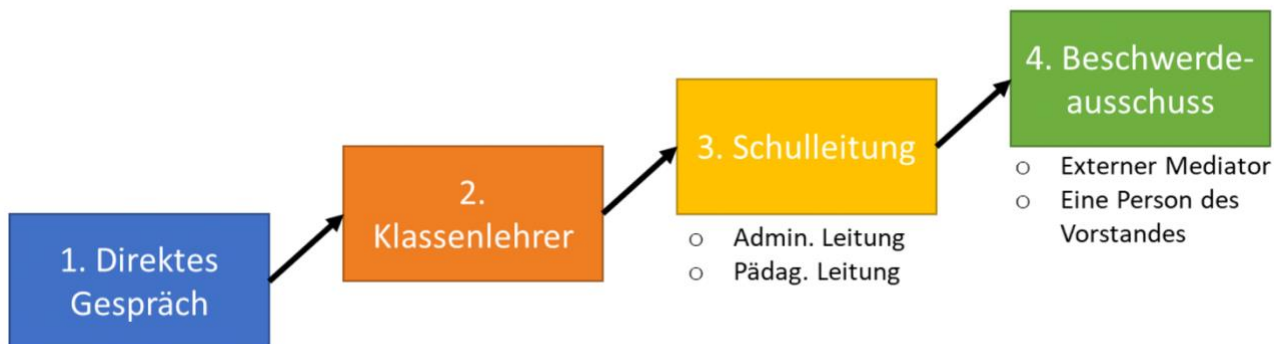 1. Direktes
Gespräch
2.
Klassenlehrer
3. Schulleitung
○ Admin. Leitung
○ Pädag. Leitung
4. Beschwerde-
ausschuss
○ Externer Mediator
○ Eine Person des
Vorstandes